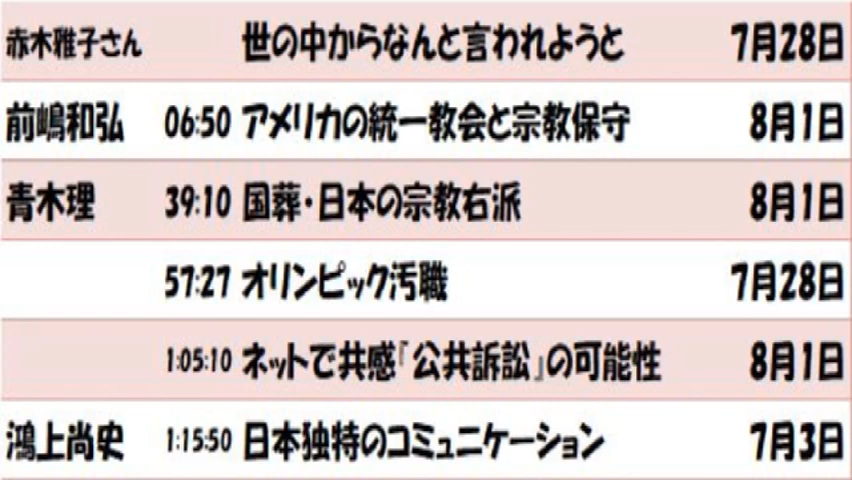 赤木雅子さん 世の中からなんと言われようと 7月28日
前嶋和弘 06:50 アメリカの統一教会と宗教保守 8月1日
青木理 39:10 国葬・日本の宗教右派 8月1日
57:27 オリンピック汚職 7月28日
1:05:10 ネットで共感『公共訴訟』の可能性 8月1日
鴻上尚史 1:15:50 日本独特のコミュニケーション 7月3日